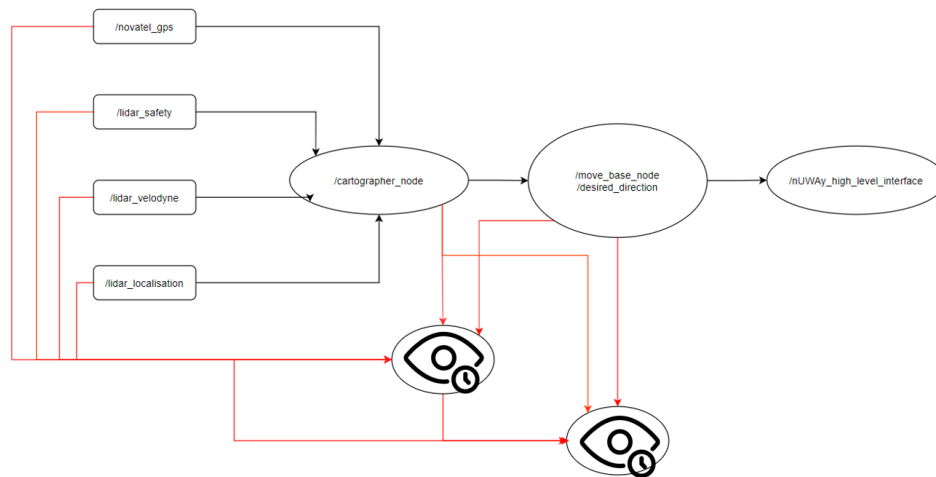 /novatel_gps
/lidar_safety
/lidar_velodyne
/lidar_localisation
/cartographer_node
/move_base_node
/desired_direction
/nUWAy_high_level_interface